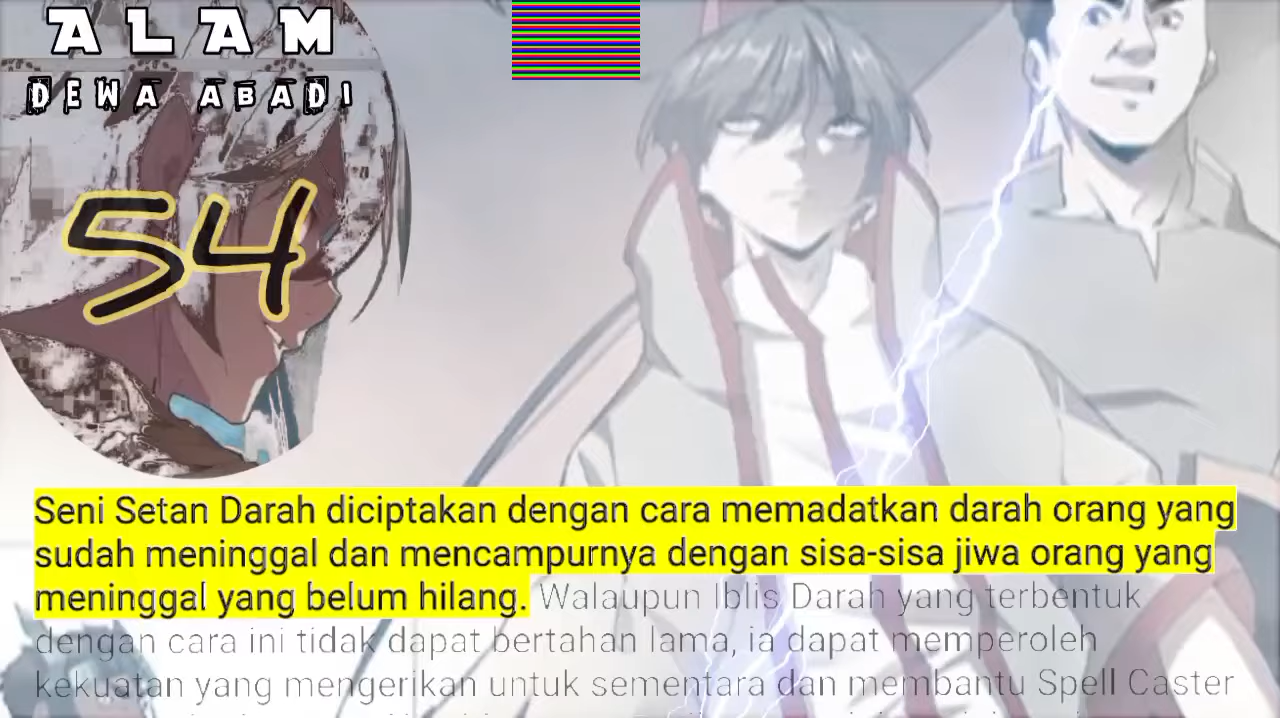 ALAM
DEWA ABADI
54
Seni Setan Darah diciptakan dengan cara memadatkan darah orang yang
sudah meninggal dan mencampurnya dengan sisa-sisa jiwa orang yang
meninggal yang belum hilang. Walaupun Iblis Darah yang terbentuk
dengan cara ini tidak dapat bertahan lama, ia dapat memperoleh
kekuatan yang mengerikan untuk sementara dan membantu Spell Caster